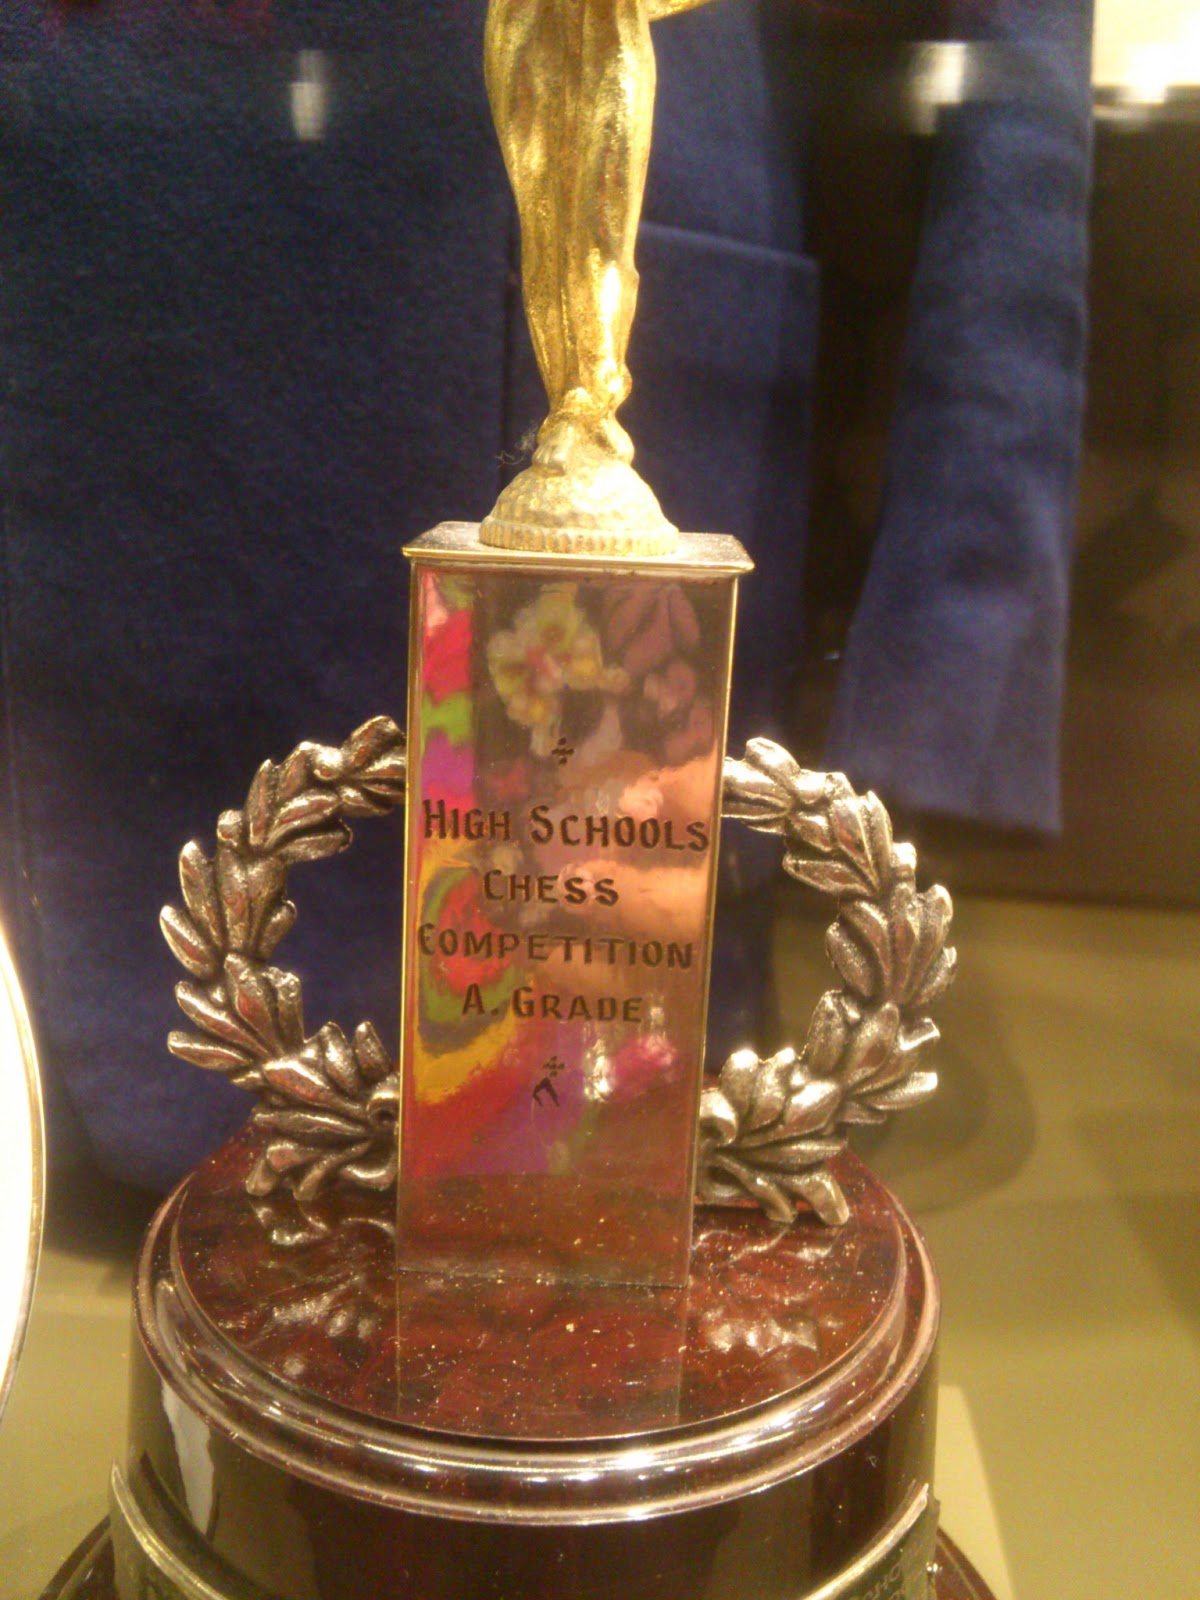 HIGH SCHOOLS
CHESS
COMPETITION
A. GRADE